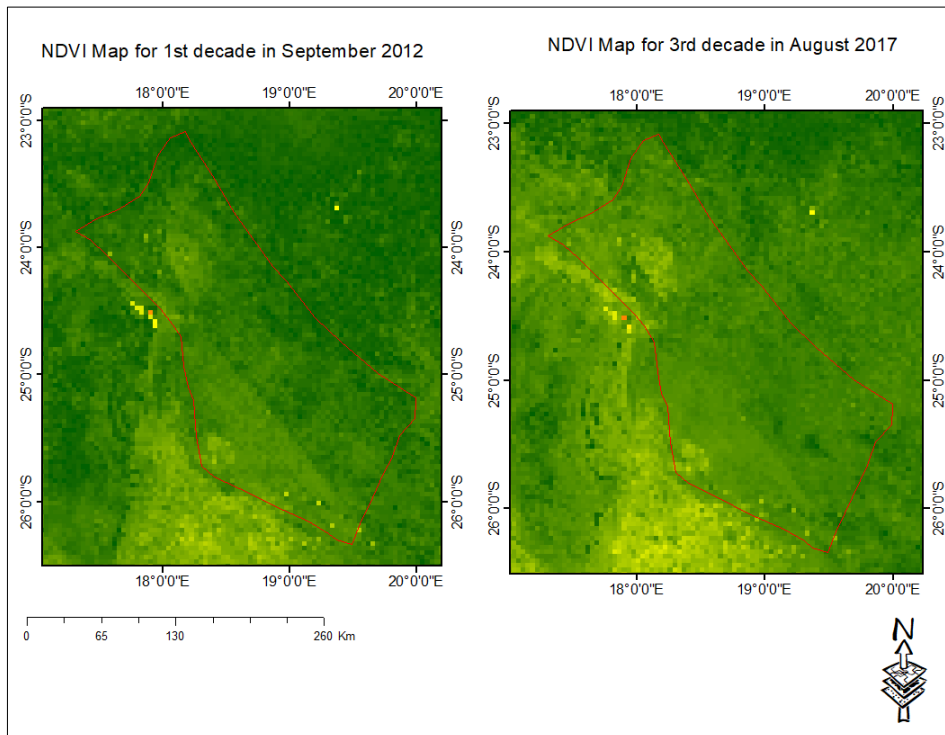 NDVI Map for 1st decade in September 2012
18°0'0"E 19°0'0"E 20°0'0"E
23°0'0"S
24°0'0"S
25°0'0"S
26°0'0"S
23°0'0"S
24°0'0"S
25°0'0"S
26°0'0"S
18°0'0"E 19°0'0"E 20°0'0"E
NDVI Map for 3rd decade in August 2017
18°0'0"E 19°0'0"E 20°0'0"E
23°0'0"S
24°0'0"S
25°0'0"S
26°0'0"S
23°0'0"S
24°0'0"S
25°0'0"S
26°0'0"S
18°0'0"E 19°0'0"E 20°0'0"E
0 65 130 260 Km
N